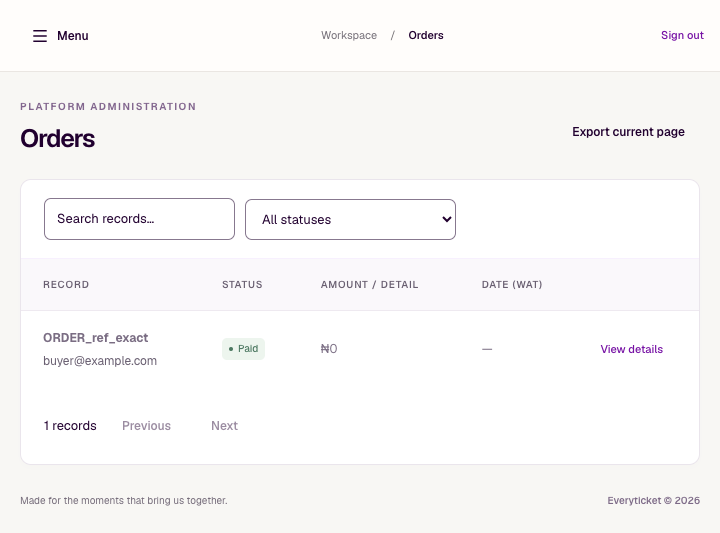 Menu
Workspace / Orders
Sign out
PLATFORM ADMINISTRATION
Orders
Export current page
Search records…
All statuses
RECORD STATUS AMOUNT / DETAIL DATE (WAT)
ORDER_ref_exact
buyer@example.com
Paid
₦0
—
View details
1 records Previous Next
Made for the moments that bring us together.
Everyticket © 2026